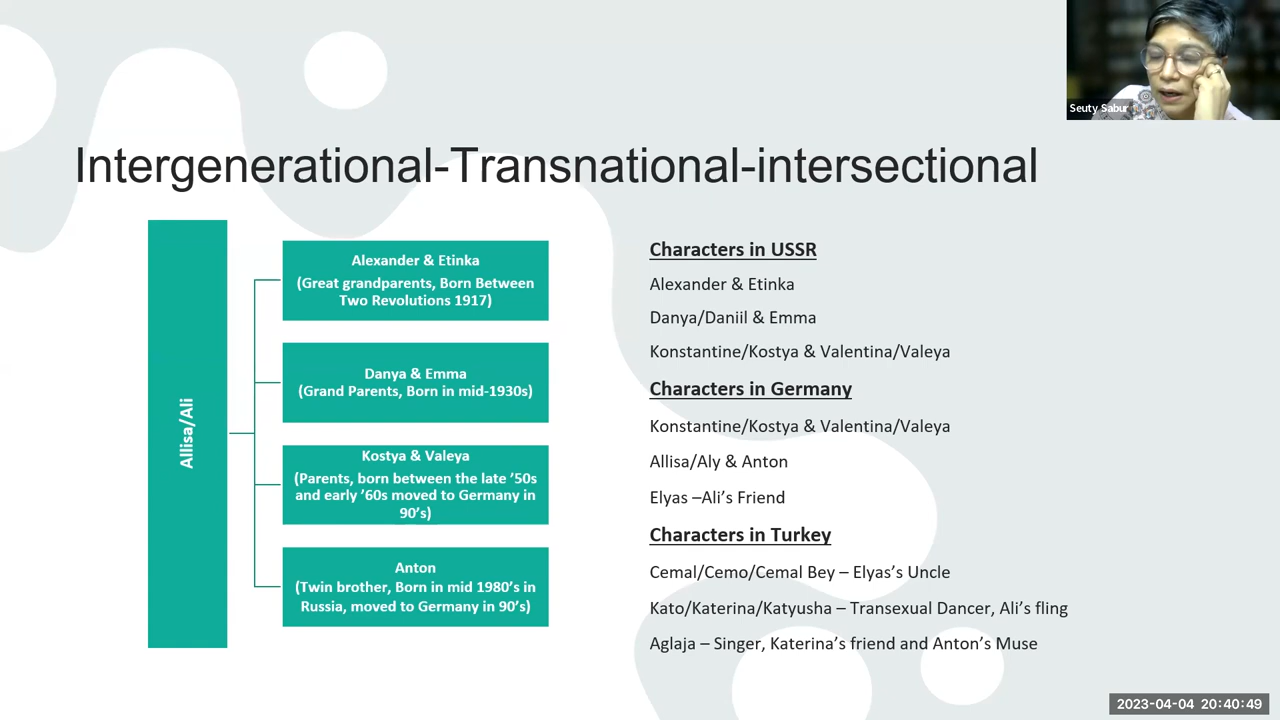 Seuty Sabur
Intergenerational-Transnational-intersectional
Allisa/Ali
Alexander & Etinka
(Great grandparents, Born Between
Two Revolutions 1917)
Danya & Emma
(Grand Parents, Born in mid-1930s)
Kostya & Valeya
(Parents, born between the late ’50s
and early ’60s moved to Germany in
90’s)
Anton
(Twin brother, Born in mid 1980’s in
Russia, moved to Germany in 90’s)
Characters in USSR
Alexander & Etinka
Danya/Daniil & Emma
Konstantine/Kostya & Valentina/Valeya
Characters in Germany
Konstantine/Kostya & Valentina/Valeya
Allisa/Aly & Anton
Elyas –Ali’s Friend
Characters in Turkey
Cemal/Cemo/Cemal Bey – Elyas’s Uncle
Kato/Katerina/Katyusha – Transexual Dancer, Ali’s fling
Aglaja – Singer, Katerina’s friend and Anton’s Muse
2023-04-04 20:40:49